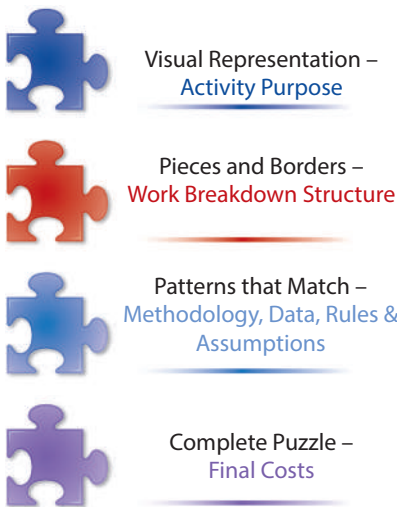 Visual Representation –
Activity Purpose
Pieces and Borders –
Work Breakdown Structure
Patterns that Match –
Methodology, Data, Rules &
Assumptions
Complete Puzzle –
Final Costs